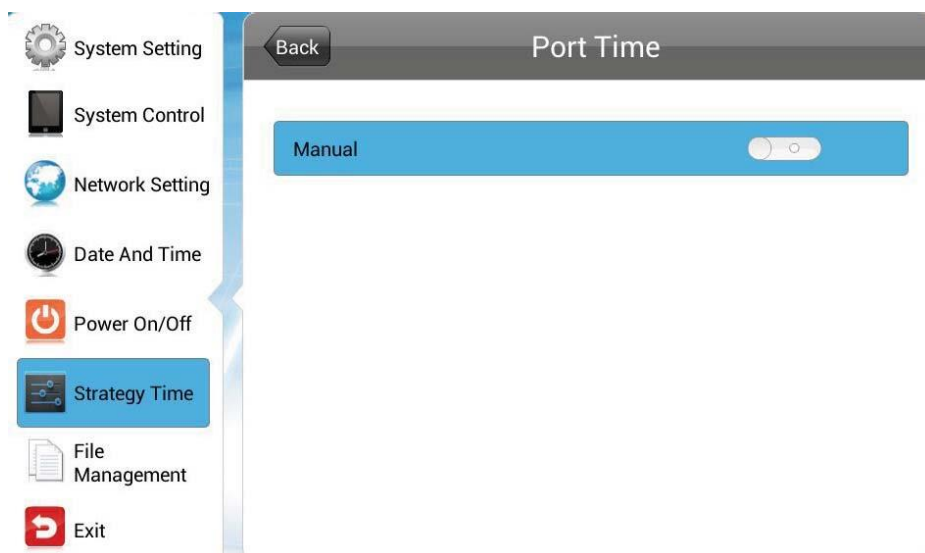 System Setting
System Control
Network Setting
Date And Time
Power On/Off
Strategy Time
File
Management
Exit
Back
Port Time
Manual